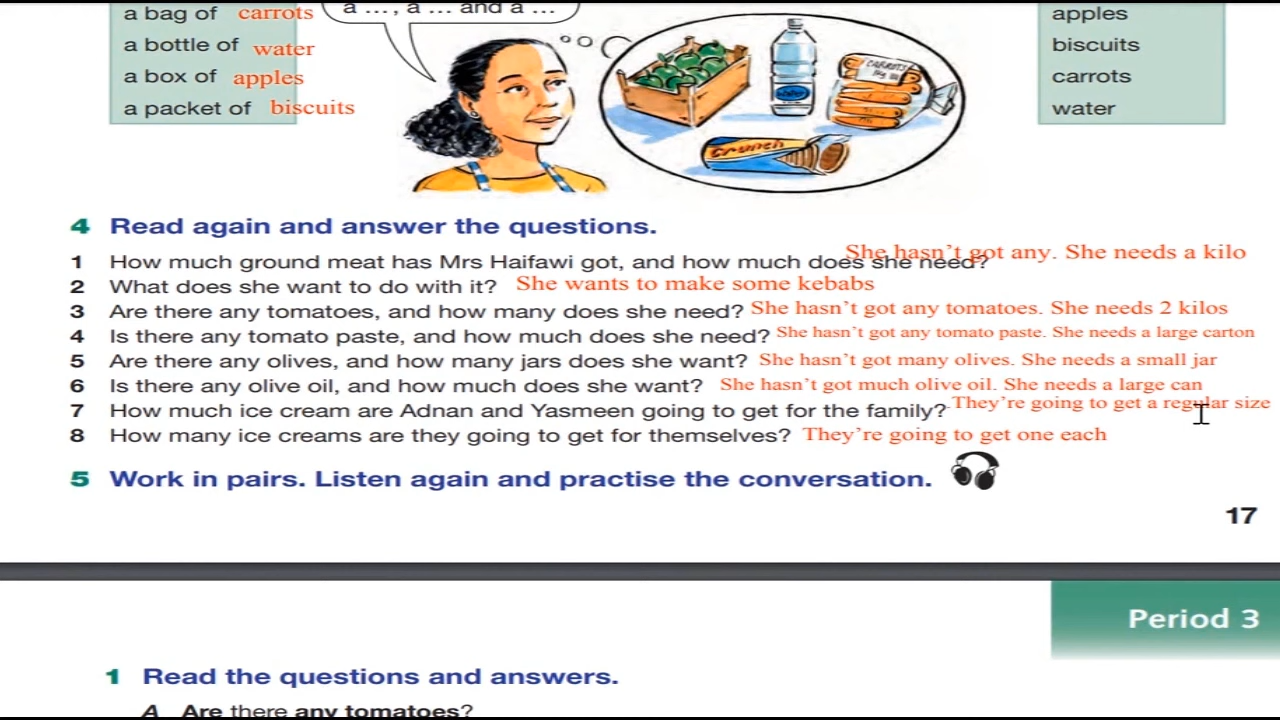 a bag of carrots
a … , a … and a …
apples
a bottle of water
biscuits
a box of apples
carrots
a packet of biscuits
water
CARROTS
1kg
Water
Crunch
4 Read again and answer the questions.
1 How much ground meat has Mrs Haifawi got, and how much does she need? She hasn't got any. She needs a kilo
2 What does she want to do with it? She wants to make some kebabs
3 Are there any tomatoes, and how many does she need? She hasn't got any tomatoes. She needs 2 kilos
4 Is there any tomato paste, and how much does she need? She hasn't got any tomato paste. She needs a large carton
5 Are there any olives, and how many jars does she want? She hasn't got many olives. She needs a small jar
6 Is there any olive oil, and how much does she want? She hasn't got much olive oil. She needs a large can
7 How much ice cream are Adnan and Yasmeen going to get for the family? They're going to get a regular size
8 How many ice creams are they going to get for themselves? They're going to get one each
5 Work in pairs. Listen again and practise the conversation.
17
Period 3
1 Read the questions and answers.
A Are there any tomatoes?